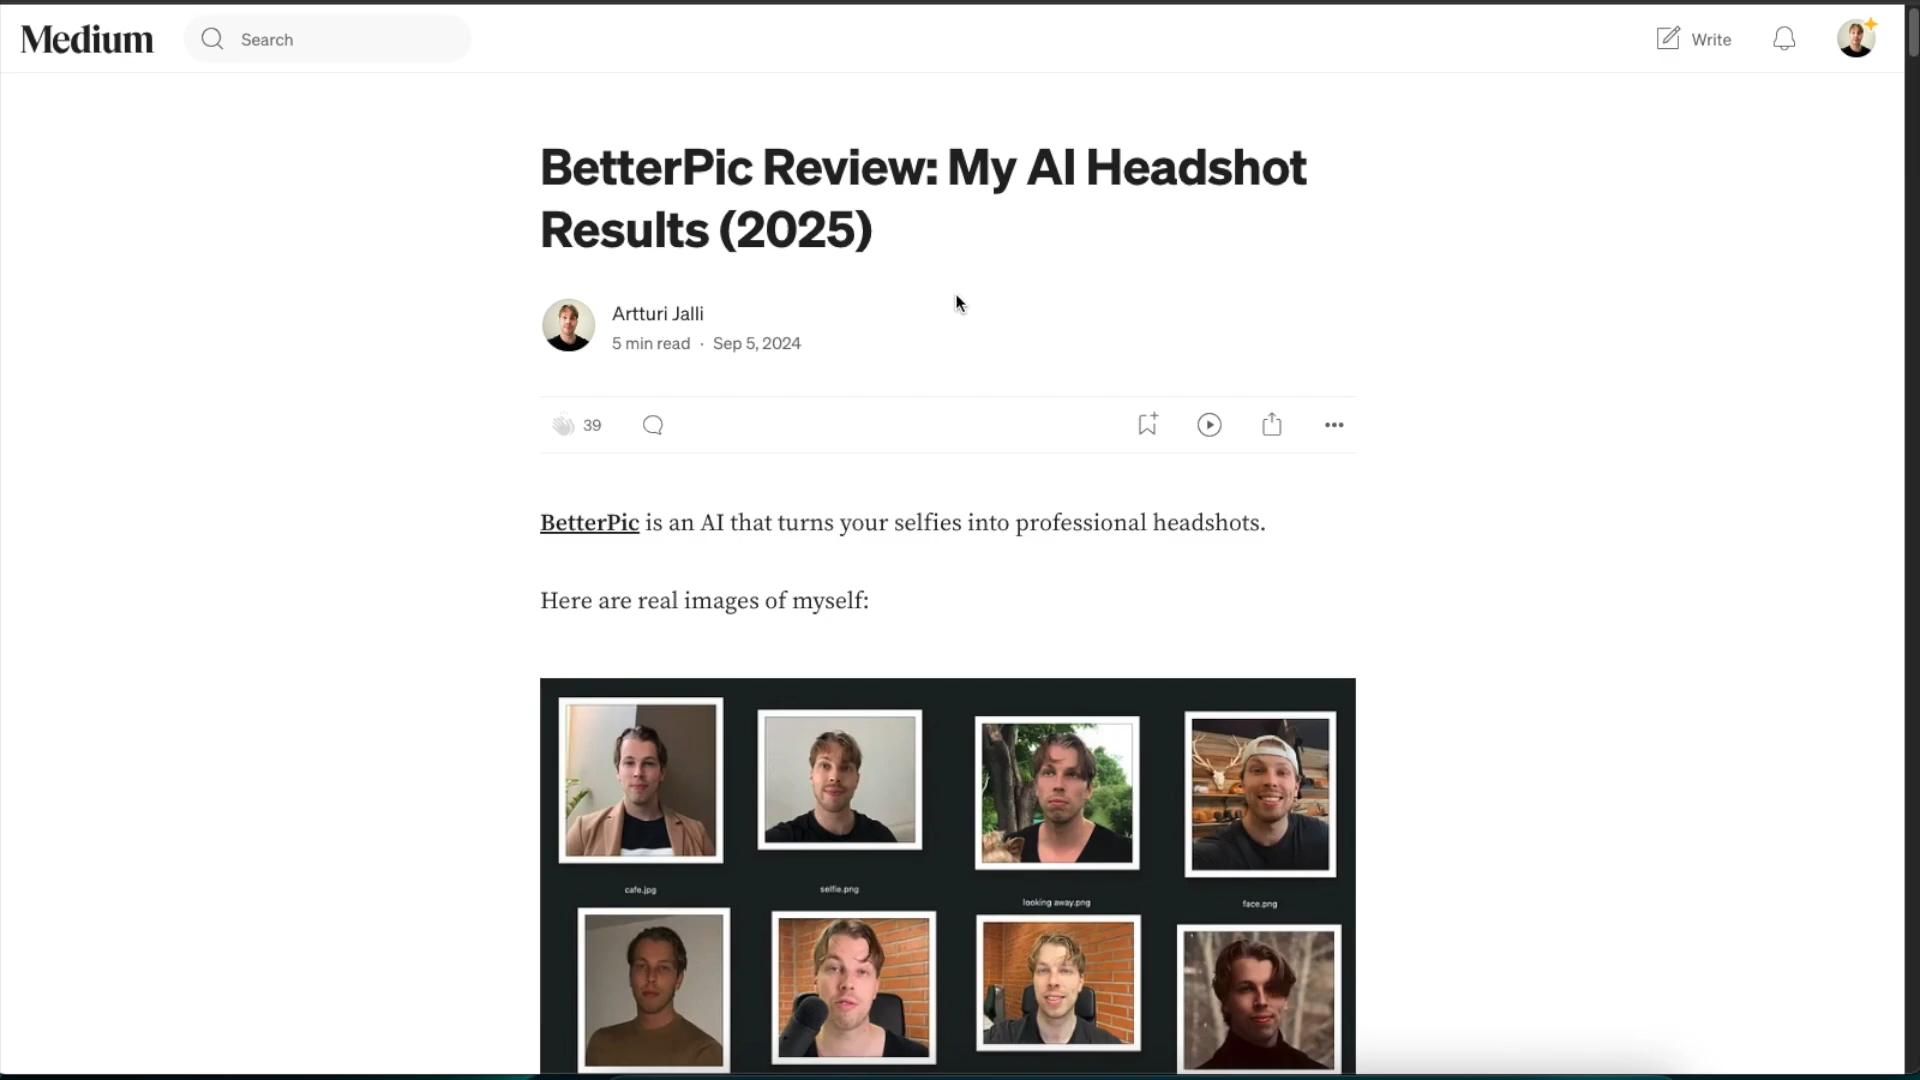 Medium
Search
Write
BetterPic Review: My AI Headshot
Results (2025)
Artturi Jalli
5 min read · Sep 5, 2024
39
BetterPic is an AI that turns your selfies into professional headshots.
Here are real images of myself:
cafe.jpg
selfie.png
looking away.png
face.png